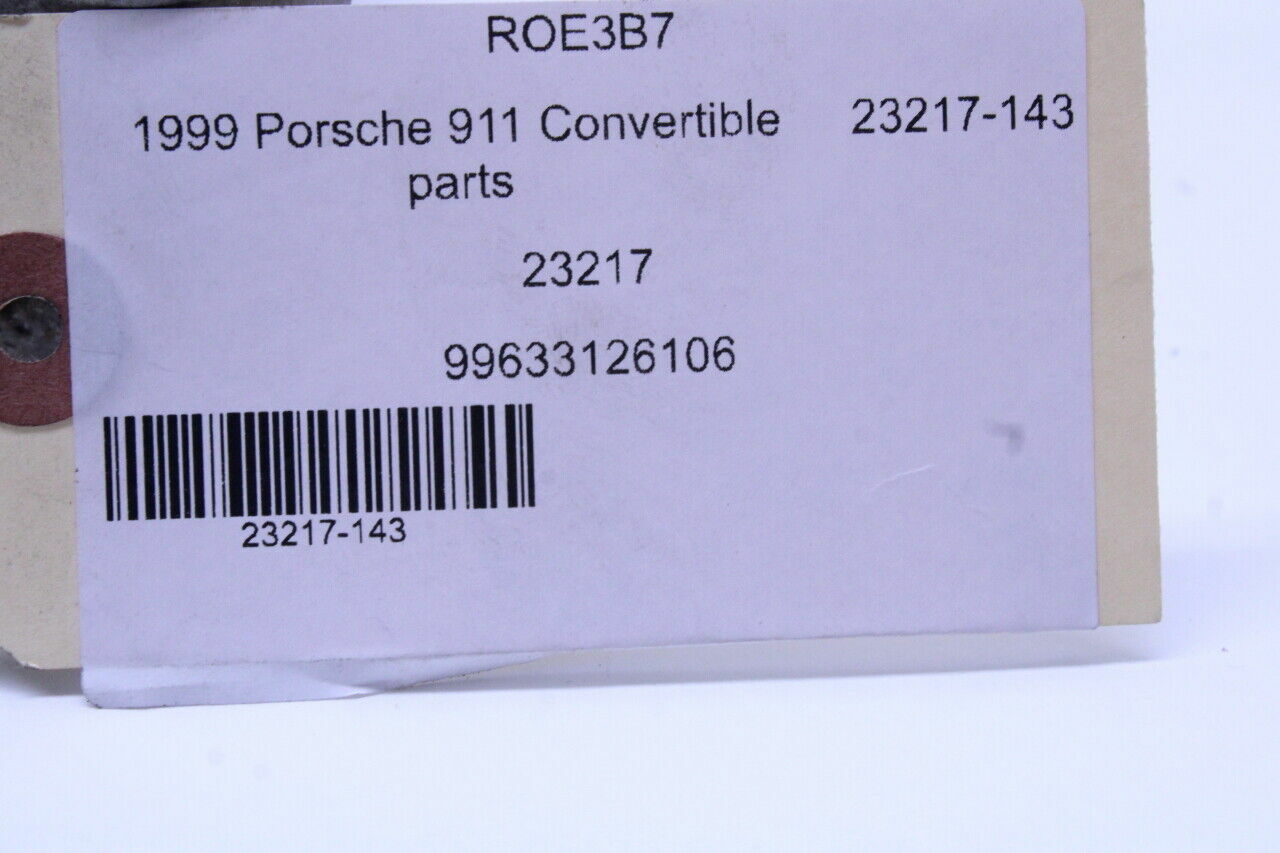 ROE3B7
1999 Porsche 911 Convertible 23217-143
parts
23217
99633126106
23217-143